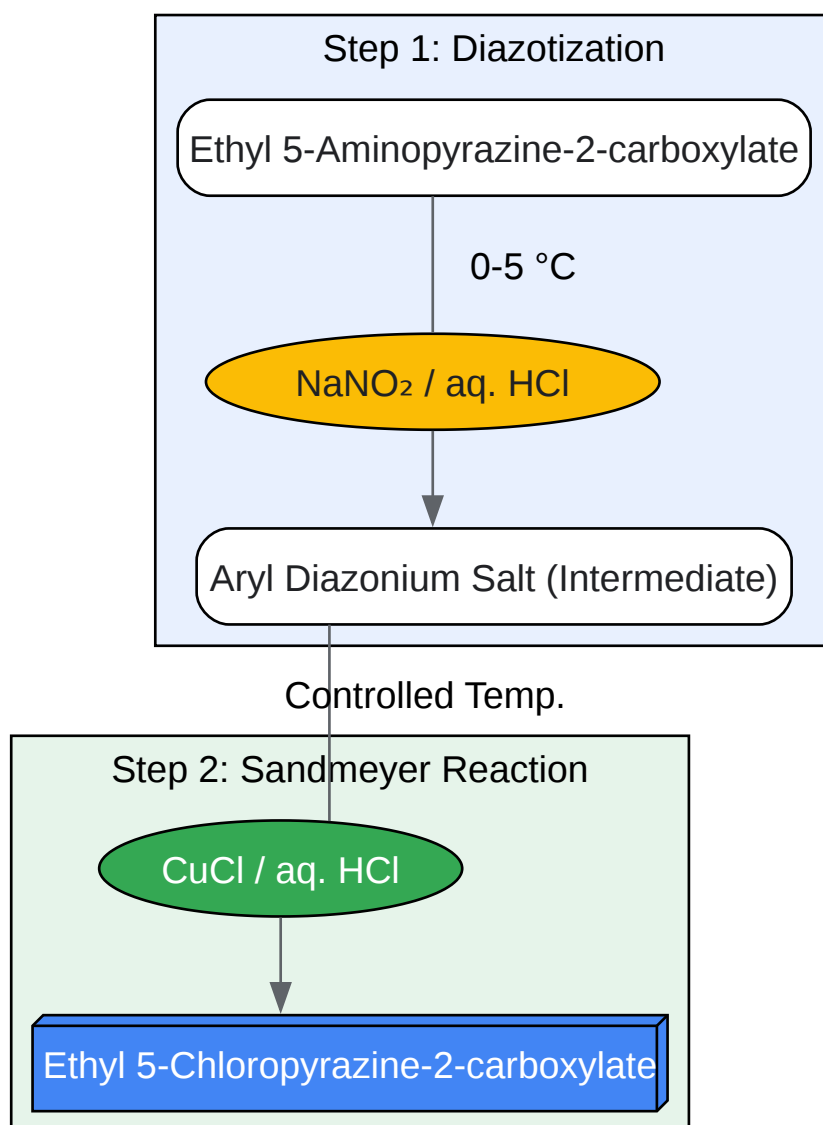 Step 1: Diazotization
Ethyl 5-Aminopyrazine-2-carboxylate
0-5 °C
NaNO₂ / aq. HCl
Aryl Diazonium Salt (Intermediate)
Controlled Temp.
Step 2: Sandmeyer Reaction
CuCl / aq. HCl
Ethyl 5-Chloropyrazine-2-carboxylate